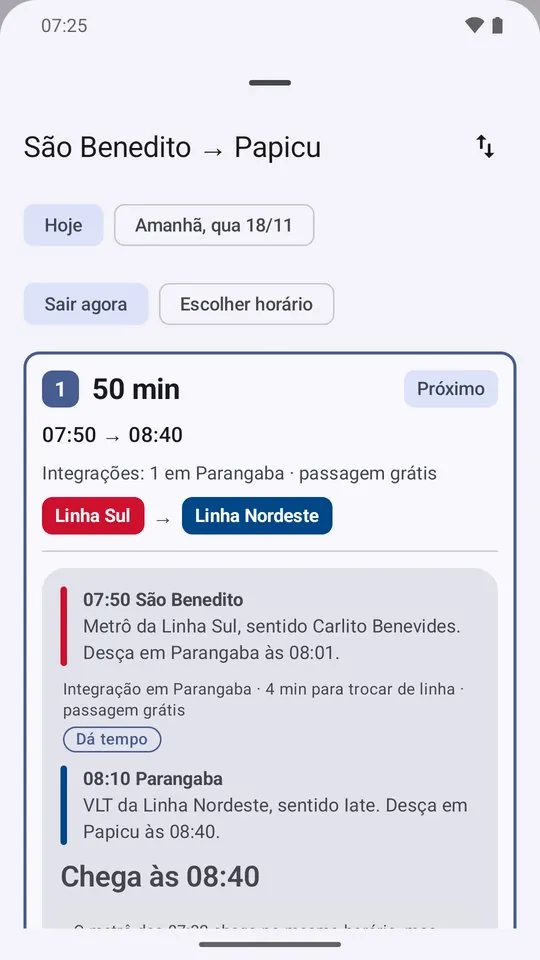 07:25
São Benedito → Papicu
Hoje
Amanhã, qua 18/11
Sair agora
Escolher horário
1 50 min
Próximo
07:50 → 08:40
Integrações: 1 em Parangaba · passagem grátis
Linha Sul → Linha Nordeste
07:50 São Benedito
Metrô da Linha Sul, sentido Carlito Benevides.
Desça em Parangaba às 08:01.
Integração em Parangaba · 4 min para trocar de linha ·
passagem grátis
Dá tempo
08:10 Parangaba
VLT da Linha Nordeste, sentido Iate. Desça em
Papicu às 08:40.
Chega às 08:40